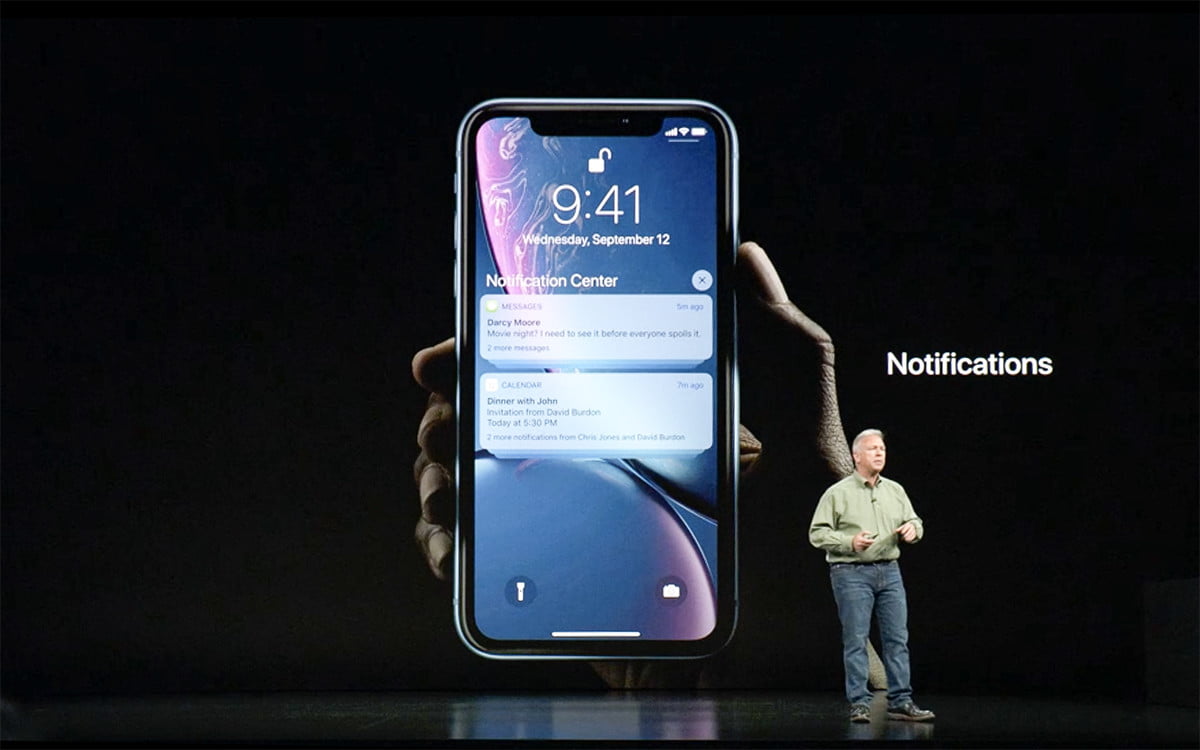 9:41
Wednesday, September 12
Notification Center
MESSAGES 5m ago
Darcy Moore
Movie night? I need to see it before everyone spoils it.
2 more messages
CALENDAR 7m ago
Dinner with John
Invitation from David Burdon
Today at 5:30 PM
2 more notifications from Chris Jones and David Burdon
Notifications